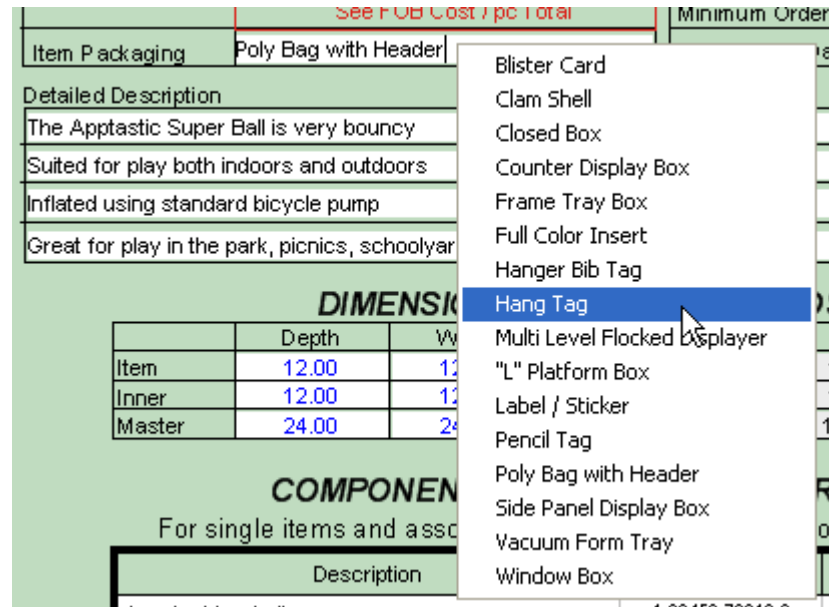 See FOB Cost / pc Total
Minimum Order
Item Packaging
Poly Bag with Header
Detailed Description
The Apptastic Super Ball is very bouncy
Suited for play both indoors and outdoors
Inflated using standard bicycle pump
Great for play in the park, picnics, schoolyar
Blister Card
Clam Shell
Closed Box
Counter Display Box
Frame Tray Box
Full Color Insert
Hanger Bib Tag
Hang Tag
Multi Level Flocked Displayer
"L" Platform Box
Label / Sticker
Pencil Tag
Poly Bag with Header
Side Panel Display Box
Vacuum Form Tray
Window Box
DIMENSI
Depth
Item 12.00
Inner 12.00
Master 24.00
COMPONEN
For single items and asso
Description